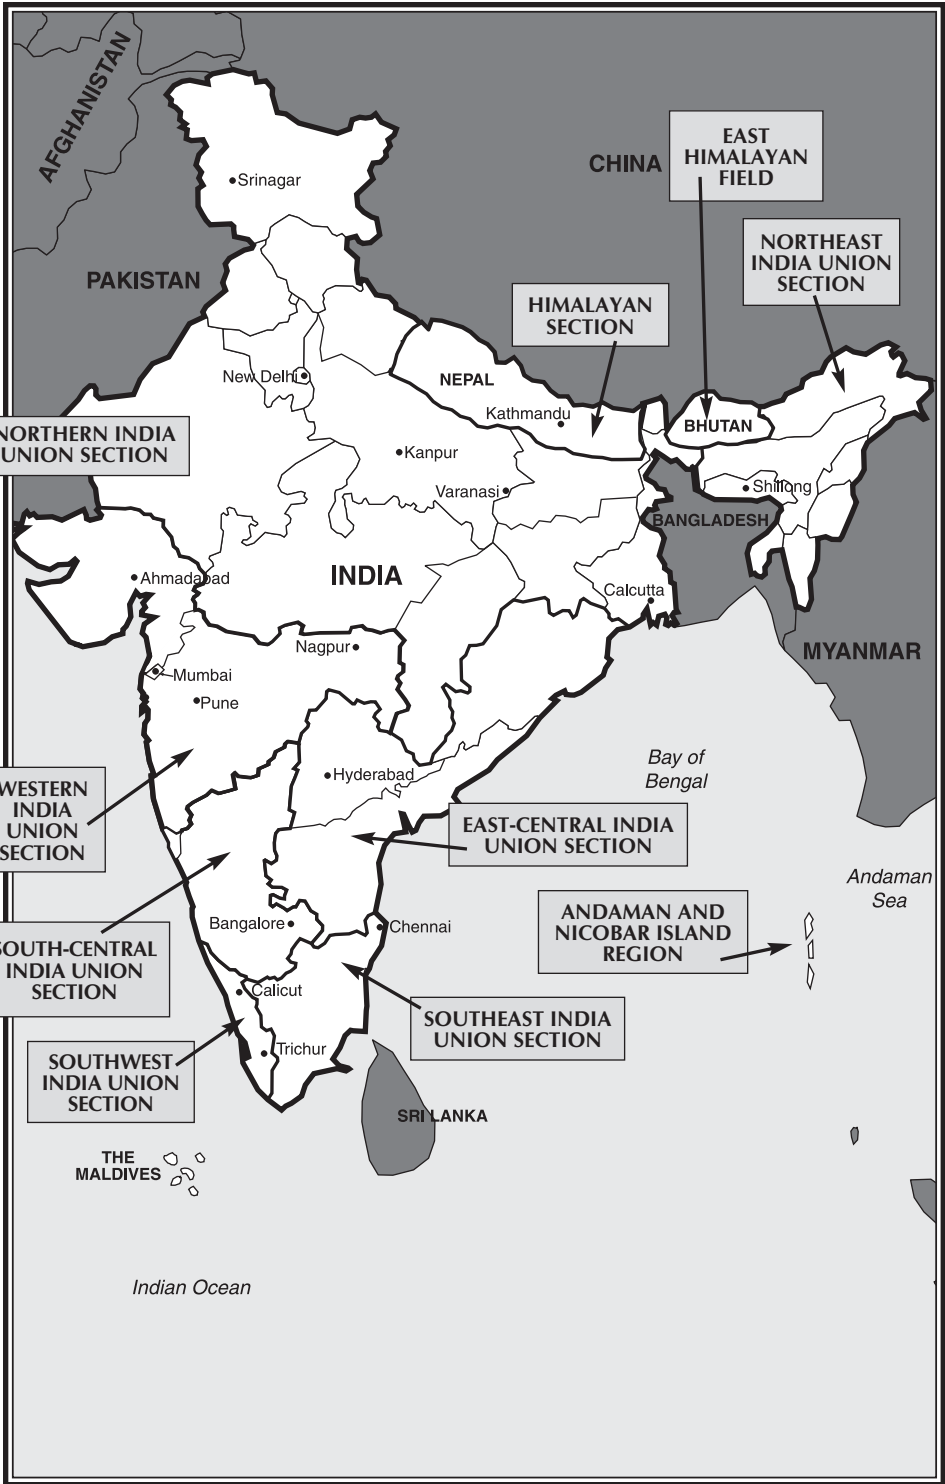 AFGHANISTAN
EAST
HIMALAYAN
FIELD
CHINA
Srinagar
NORTHEAST
INDIA UNION
SECTION
PAKISTAN
HIMALAYAN
SECTION
New Delhi
NEPAL
Kathmandu
BHUTAN
NORTHERN INDIA
UNION SECTION
Kanpur
Varanasi
Shillong
BANGLADESH
INDIA
Ahmadabad
Calcutta
Nagpur
MYANMAR
Mumbai
Pune
Bay of
Bengal
Hyderabad
WESTERN
INDIA
UNION
SECTION
EAST-CENTRAL INDIA
UNION SECTION
Andaman
Sea
ANDAMAN AND
NICOBAR ISLAND
REGION
Bangalore
Chennai
SOUTH-CENTRAL
INDIA UNION
SECTION
Calicut
SOUTHEAST INDIA
UNION SECTION
SOUTHWEST
INDIA UNION
SECTION
Trichur
SRI LANKA
THE
MALDIVES
Indian Ocean